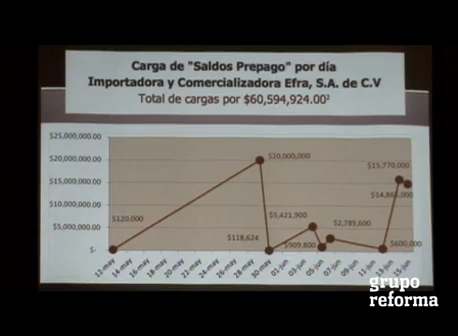 Carga de "Saldos Prepago" por día
Importadora y Comercializadora Efra, S.A. de C.V
Total de cargas por $60,594,924.00²
$25,000,000.00
$20,000,000.00
$15,000,000.00
$10,000,000.00
$5,000,000.00
$-
$120,000
$20,000,000
$118,624
$5,421,900
$909,800
$2,789,600
$15,770,000
$600,000
12-may
14-may
16-may
18-may
20-may
22-may
24-may
26-may
28-may
30-may
01-jun
03-jun
05-jun
07-jun
09-jun
11-jun
13-jun
15-jun
grupo
reforma